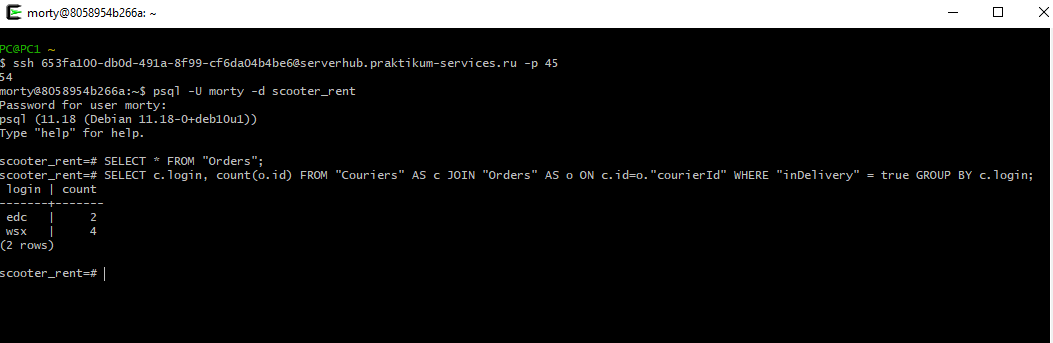 morty@8058954b266a: ~
PC@PC1 ~
$ ssh 653fa100-db0d-491a-8f99-cf6da04b4be6@serverhub.praktikum-services.ru -p 45
54
morty@8058954b266a:~$ psql -U morty -d scooter_rent
Password for user morty:
psql (11.18 (Debian 11.18-0+deb10u1))
Type "help" for help.
scooter_rent=# SELECT * FROM "Orders";
scooter_rent=# SELECT c.login, count(o.id) FROM "Couriers" AS c JOIN "Orders" AS o ON c.id=o."courierId" WHERE "inDelivery" = true GROUP BY c.login;
login | count
-------+-------
edc | 2
wsx | 4
(2 rows)
scooter_rent=#